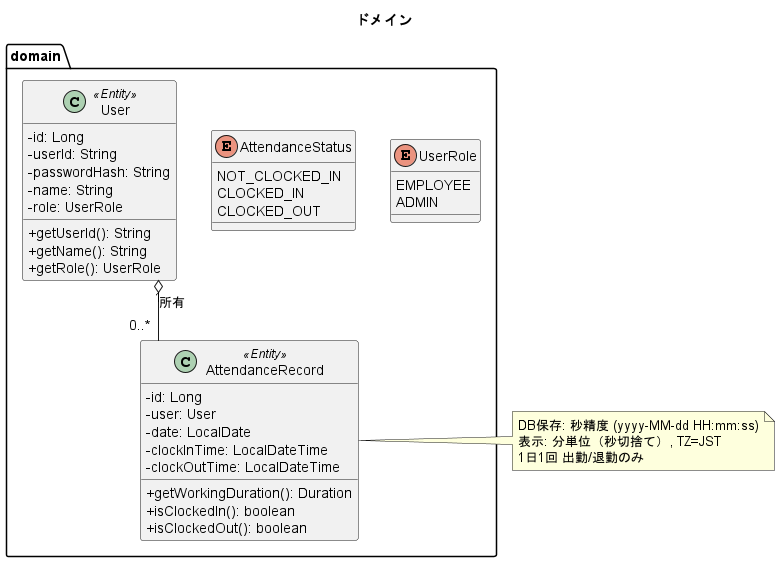 ドメイン
domain
C «Entity»
User
-id: Long
-userId: String
-passwordHash: String
-name: String
-role: UserRole
+getUserId(): String
+getName(): String
+getRole(): UserRole
E AttendanceStatus
NOT_CLOCKED_IN
CLOCKED_IN
CLOCKED_OUT
E UserRole
EMPLOYEE
ADMIN
所有
0..*
C «Entity»
AttendanceRecord
-id: Long
-user: User
-date: LocalDate
-clockInTime: LocalDateTime
-clockOutTime: LocalDateTime
+getWorkingDuration(): Duration
+isClockedIn(): boolean
+isClockedOut(): boolean
DB保存: 秒精度 (yyyy-MM-dd HH:mm:ss)
表示: 分単位（秒切捨て）, TZ=JST
1日1回 出勤/退勤のみ